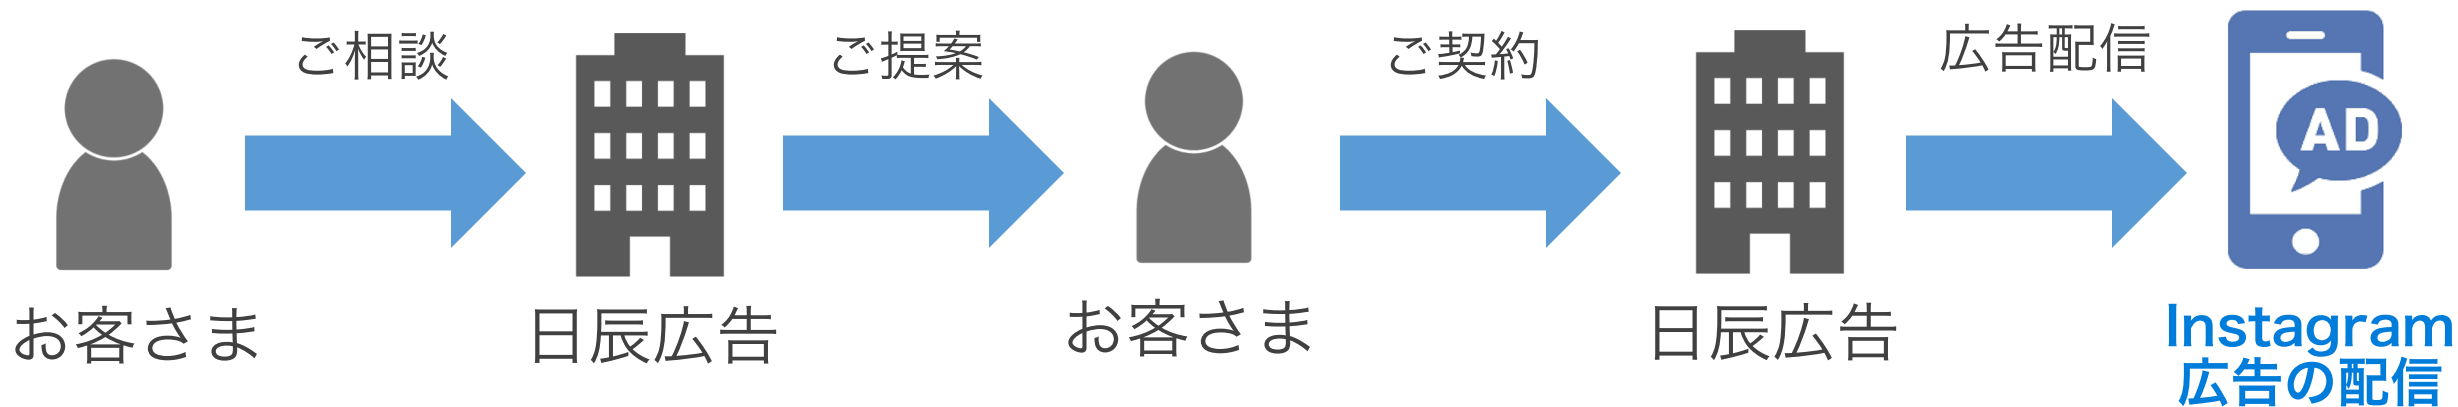 ご相談
ご提案
ご契約
広告配信
AD
お客さま
日辰広告
お客さま
日辰広告
Instagram
広告の配信